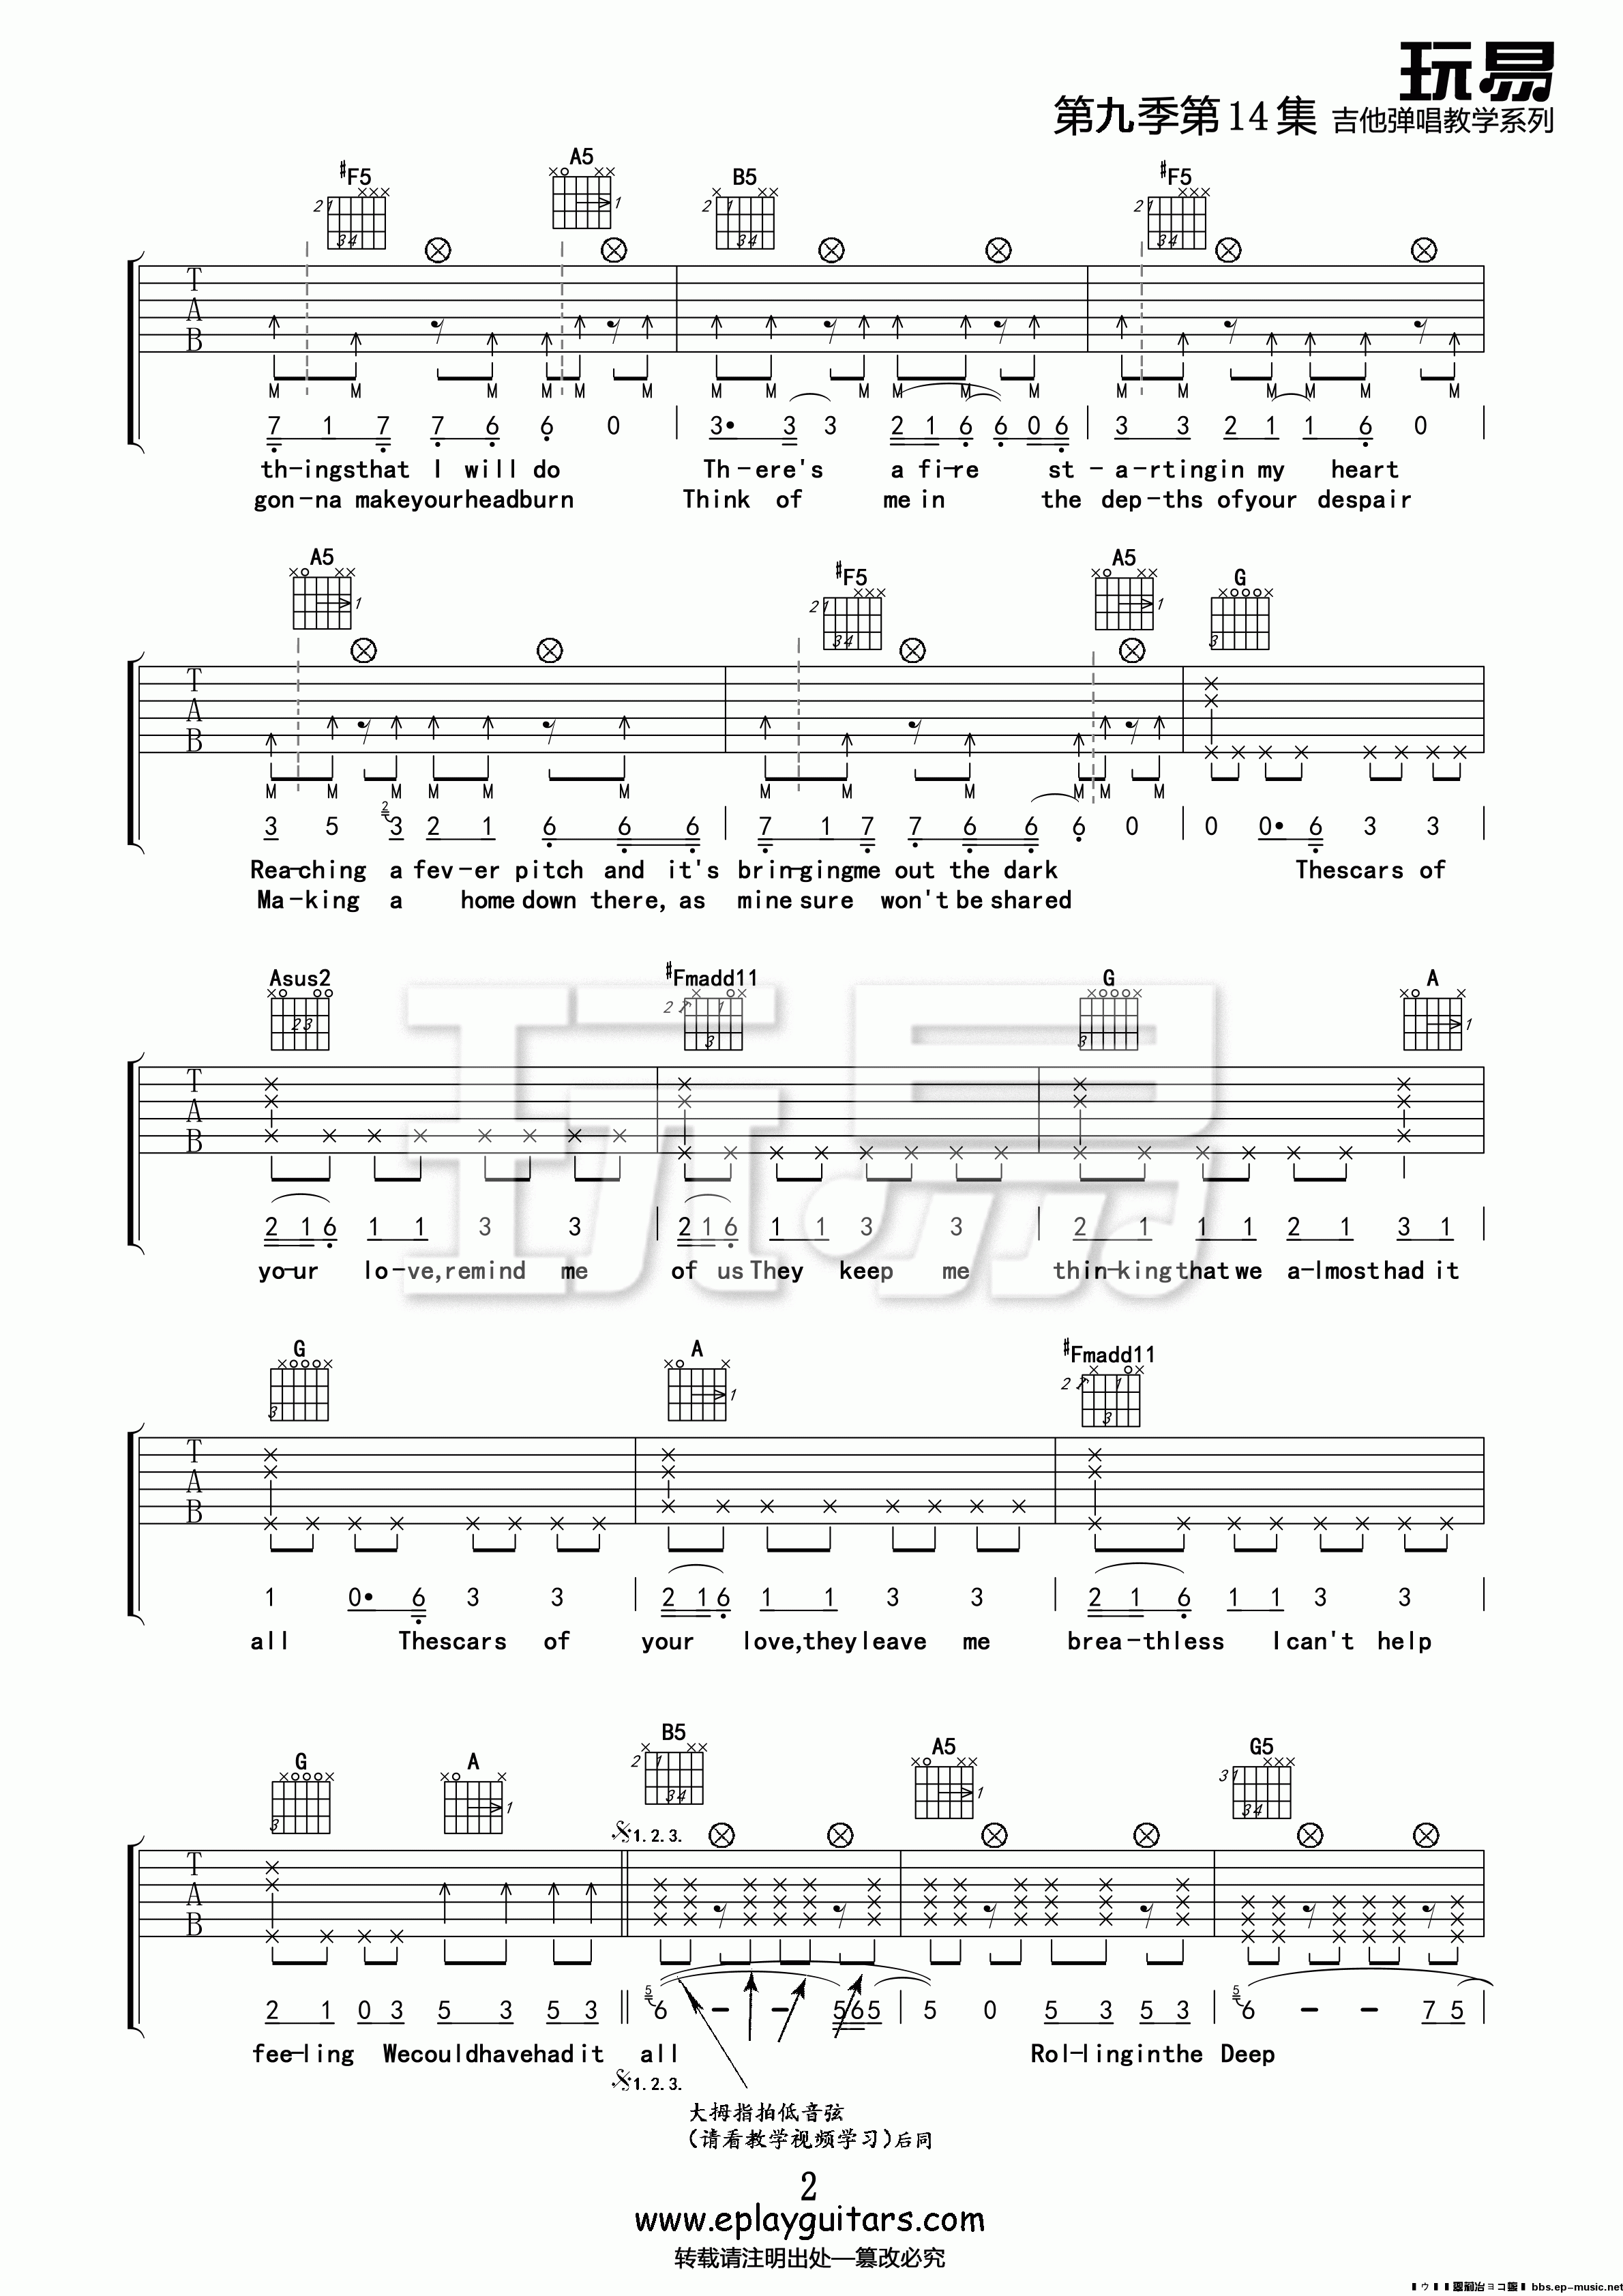 玩易
第九季第14集 吉他弹唱教学系列
#F5 A5 B5 #F5
T A B
M M M M M M M M M M M M M M M M M M
7 1 7 7 6 6 0 3• 3 3 2 1 6 6 0 6 3 3 2 1 1 6 0
th-ingsthat I will do Th-ere's a fi-re st-a-rtingin my heart
gon-na makeyourheadburn Think of me in the dep-ths ofyour despair
A5 #F5 A5 G
T A B
M M M M M M M M M M M M
3 5 2 3 2 1 6 6 6 7 1 7 7 6 6 6 0 0 0• 6 3 3
Rea-ching a fev-er pitch and it's brin-gingme out the dark Thescars of
Ma-king a home down there, as mine sure won't be shared
Asus2 #Fmadd11 G A
T A B
2 1 6 1 1 3 3 2 1 6 1 1 3 3 2 1 1 1 2 1 3 1
yo-ur lo-ve,remind me of us They keep me thin-kingthat we a-lmosthad it
G A #Fmadd11
T A B
1 0• 6 3 3 2 1 6 1 1 3 3 2 1 6 1 1 3 3
all Thescars of your love,theyleave me brea-thless Ican't help
G A B5 A5 G5
1. 2. 3.
T A B
2 1 0 3 5 3 5 3 5 6 - - 5 6 5 5 0 5 3 5 3 5 6 - - 7 5
fee-ling Wecouldhavehadit all Rol-linginthe Deep
1. 2. 3.
大拇指拍低音弦
(请看教学视频学习)后同
2
www.eplayguitars.com
转载请注明出处—篡改必究
bbs.ep-music.net